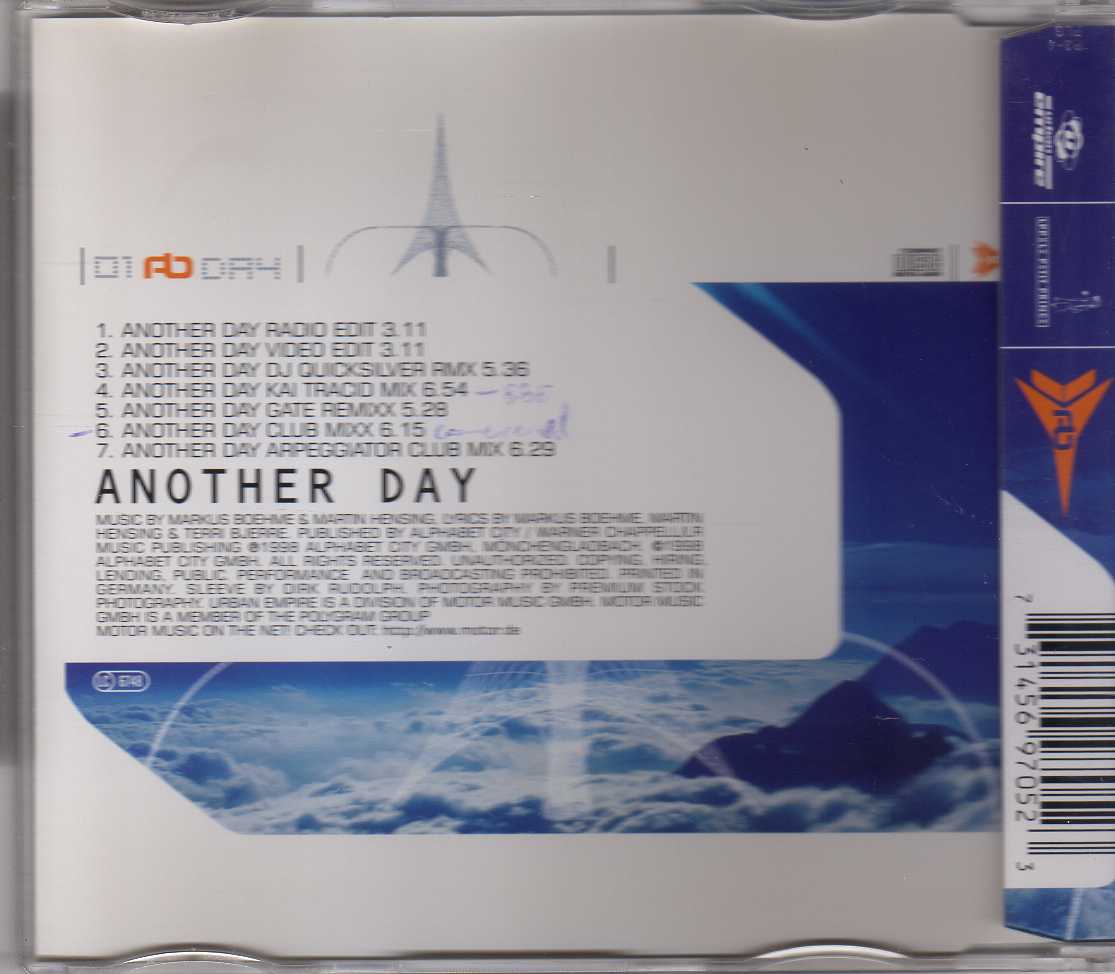 01 AB DAY
1. ANOTHER DAY RADIO EDIT 3.11
2. ANOTHER DAY VIDEO EDIT 3.11
3. ANOTHER DAY DJ QUICKSILVER RMX 5.36
4. ANOTHER DAY KAI TRACID MIX 6.54
5. ANOTHER DAY GATE REMIXX 5.28
6. ANOTHER DAY CLUB MIXX 6.15
7. ANOTHER DAY ARPEGGIATOR CLUB MIX 6.29
ANOTHER DAY
MUSIC BY MARKUS BOEHME & MARTIN HENSING, LYRICS BY MARKUS BOEHME, MARTIN
HENSING & TERRI BJERRE. PUBLISHED BY ALPHABET CITY / WARNER CHAPPELL/U.P.
MUSIC PUBLISHING ℗1998 ALPHABET CITY GMBH, MÖNCHENGLADBACH. ©1998
ALPHABET CITY GMBH. ALL RIGHTS RESERVED. UNAUTHORIZED, COPYING, HIRING,
LENDING, PUBLIC, PERFORMANCE AND BROADCASTING PROHIBITED. PRINTED IN
GERMANY. SLEEVE BY DIRK RUDOLPH, PHOTOGRAPHY BY PREMIUM STOCK
PHOTOGRAPHY. URBAN EMPIRE IS A DIVISION OF MOTOR MUSIC GMBH. MOTOR MUSIC
GMBH IS A MEMBER OF THE POLYGRAM GROUP
MOTOR MUSIC ON THE NET! CHECK OUT: http://www.motor.de
LC 6748
empire
AB
7 31456 97052 3